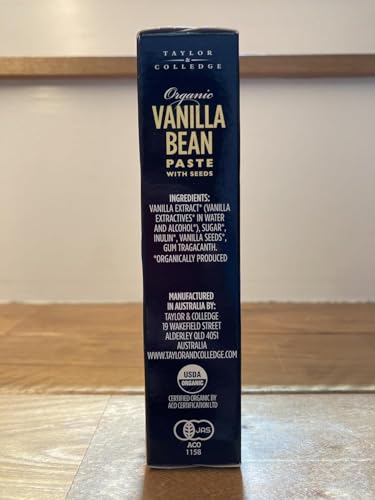 TAYLOR
&
COLLEDGE
Organic
VANILLA
BEAN
PASTE
WITH SEEDS
INGREDIENTS:
VANILLA EXTRACT* (VANILLA
EXTRACTIVES* IN WATER
AND ALCOHOL*), SUGAR*,
INULIN*, VANILLA SEEDS*,
GUM TRAGACANTH.
*ORGANICALLY PRODUCED
MANUFACTURED
IN AUSTRALIA BY:
TAYLOR & COLLEDGE
19 WAKEFIELD STREET
ALDERLEY QLD 4051
AUSTRALIA
WWW.TAYLORANDCOLLEDGE.COM
USDA
ORGANIC
CERTIFIED ORGANIC BY
ACO CERTIFICATION LTD
JAS
ACO
1158